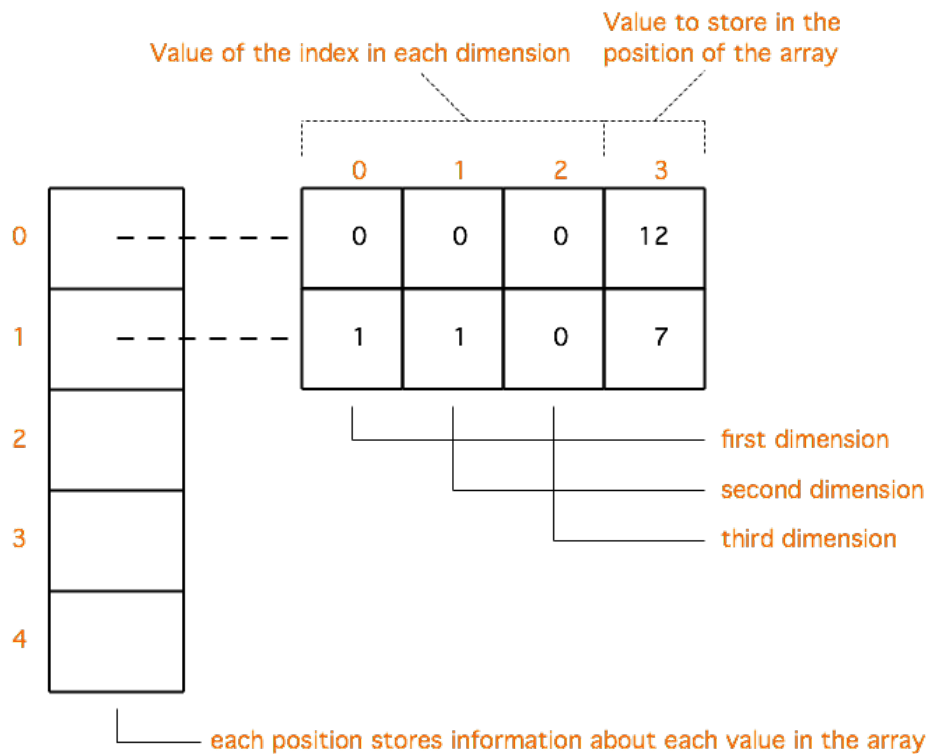 Value to store in the
Value of the index in each dimension position of the array
0 1 2 3
0 0 0 0 12
1 1 1 0 7
2 first dimension
second dimension
3 third dimension
4
each position stores information about each value in the array